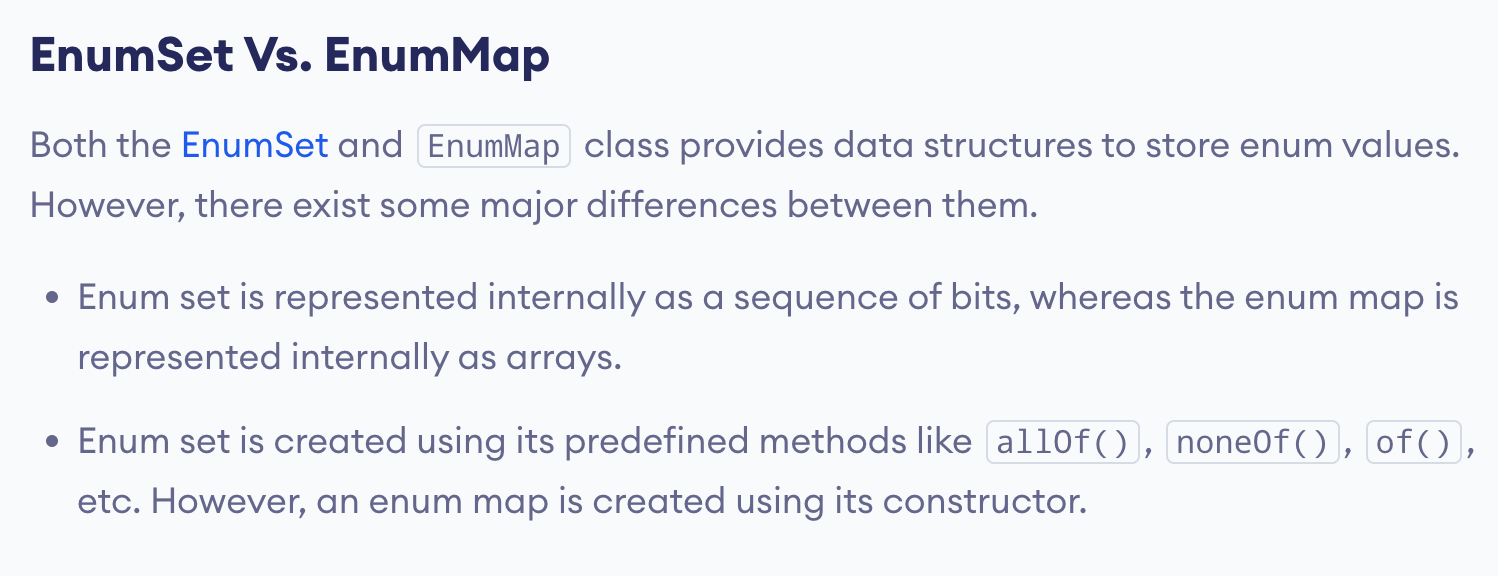 EnumSet Vs. EnumMap
Both the EnumSet and EnumMap class provides data structures to store enum values.
However, there exist some major differences between them.
• Enum set is represented internally as a sequence of bits, whereas the enum map is
represented internally as arrays.
• Enum set is created using its predefined methods like allOf(), noneOf(), of(),
etc. However, an enum map is created using its constructor.